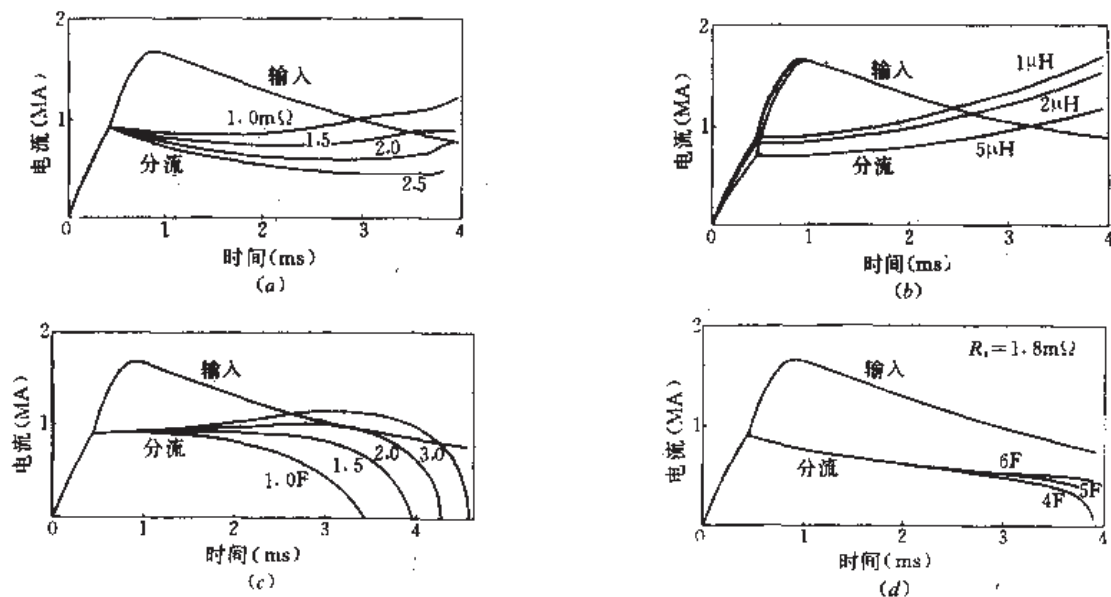 2
输入
1.0mΩ
1
1.5
2.0
分流
2.5
电流(MA)
0 1 2 3 4
时间(ms)
(a)
2
1μH
输入
2μH
1
5μH
分流
电流(MA)
0 1 2 3 4
时间(ms)
(b)
2
输入
1
分流
2.0
3.0
1.5
1.0F
电流(MA)
0 1 2 3 4
时间(ms)
(c)
2
R₁=1.8mΩ
输入
1
分流
6F
5F
4F
电流(MA)
0 1 2 3 4
时间(ms)
(d)